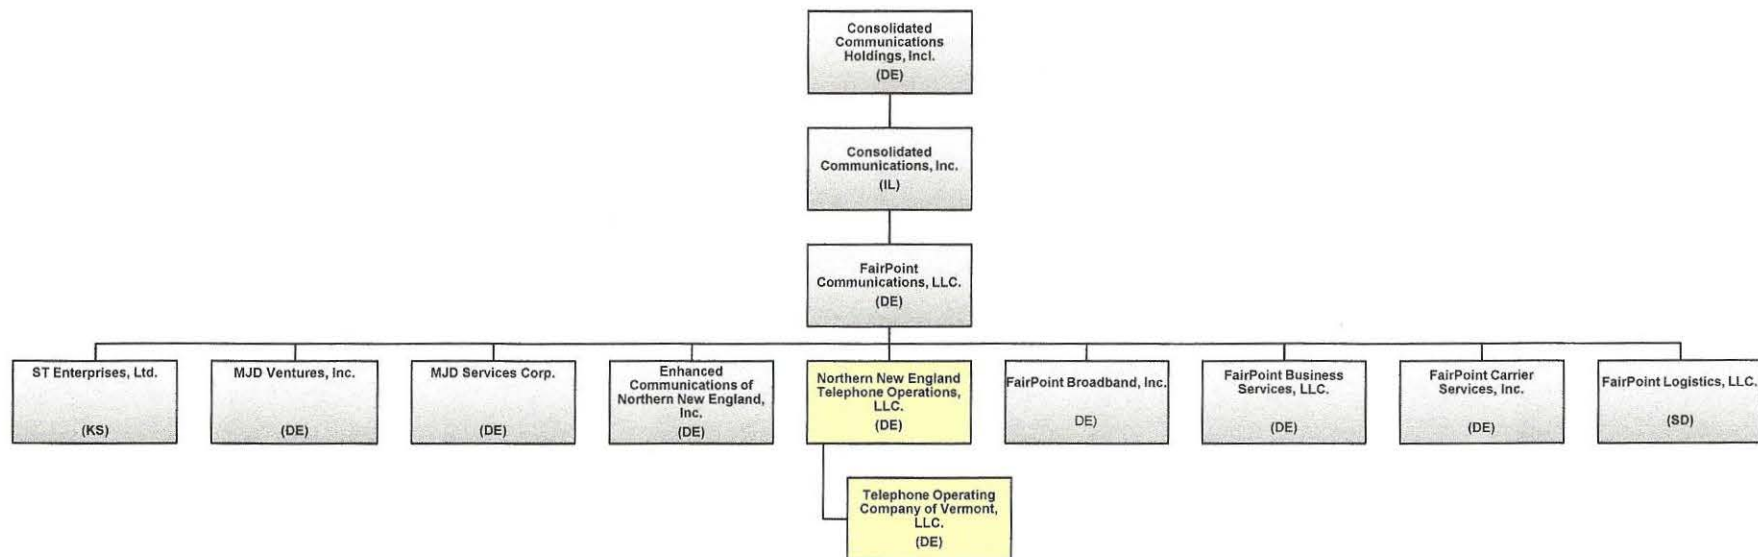 Consolidated
Communications
Holdings, Incl.
(DE)
Consolidated
Communications, Inc.
(IL)
FairPoint
Communications, LLC.
(DE)
ST Enterprises, Ltd.
(KS)
MJD Ventures, Inc.
(DE)
MJD Services Corp.
(DE)
Enhanced
Communications of
Northern New England,
Inc.
(DE)
Northern New England
Telephone Operations,
LLC.
(DE)
FairPoint Broadband, Inc.
DE)
FairPoint Business
Services, LLC.
(DE)
FairPoint Carrier
Services, Inc.
(DE)
FairPoint Logistics, LLC.
(SD)
Telephone Operating
Company of Vermont,
LLC.
(DE)